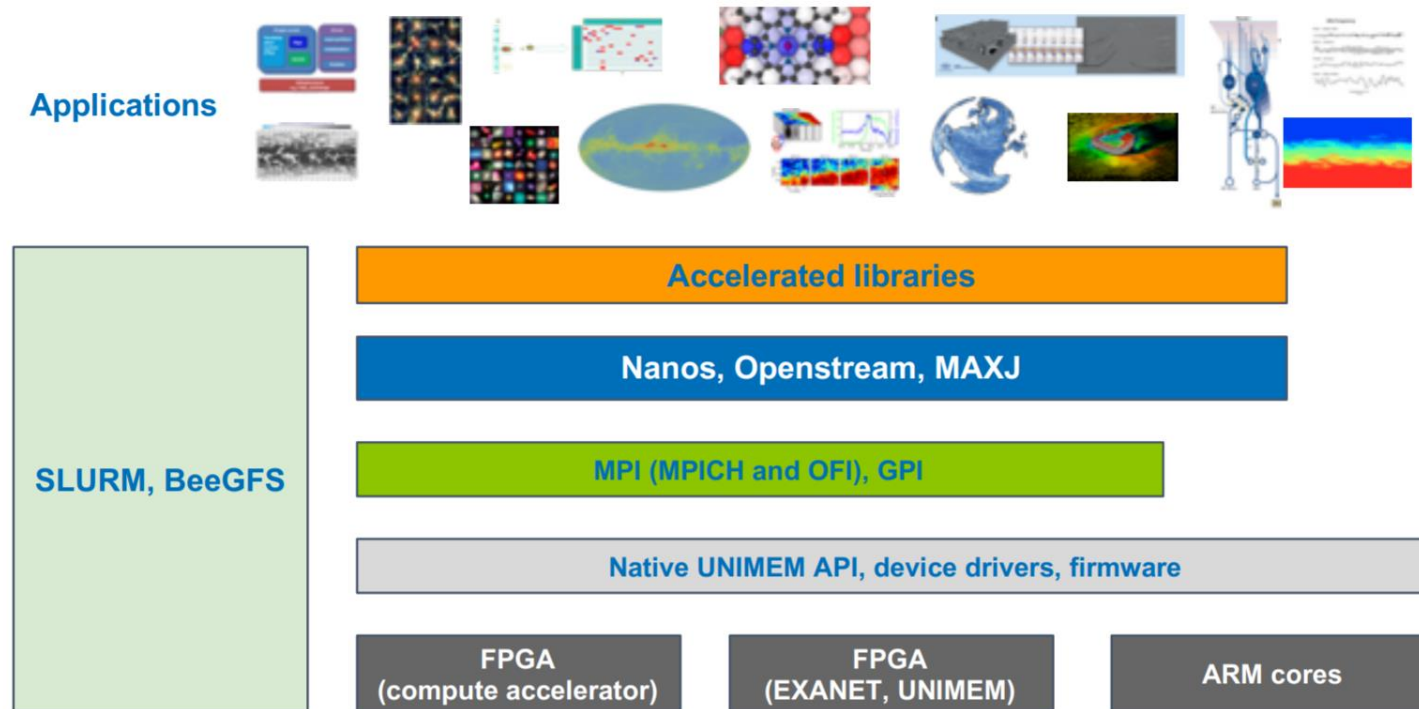 Applications
Accelerated libraries
Nanos, Openstream, MAXJ
SLURM, BeeGFS
MPI (MPICH and OFI), GPI
Native UNIMEM API, device drivers, firmware
FPGA
(compute accelerator)
FPGA
(EXANET, UNIMEM)
ARM cores